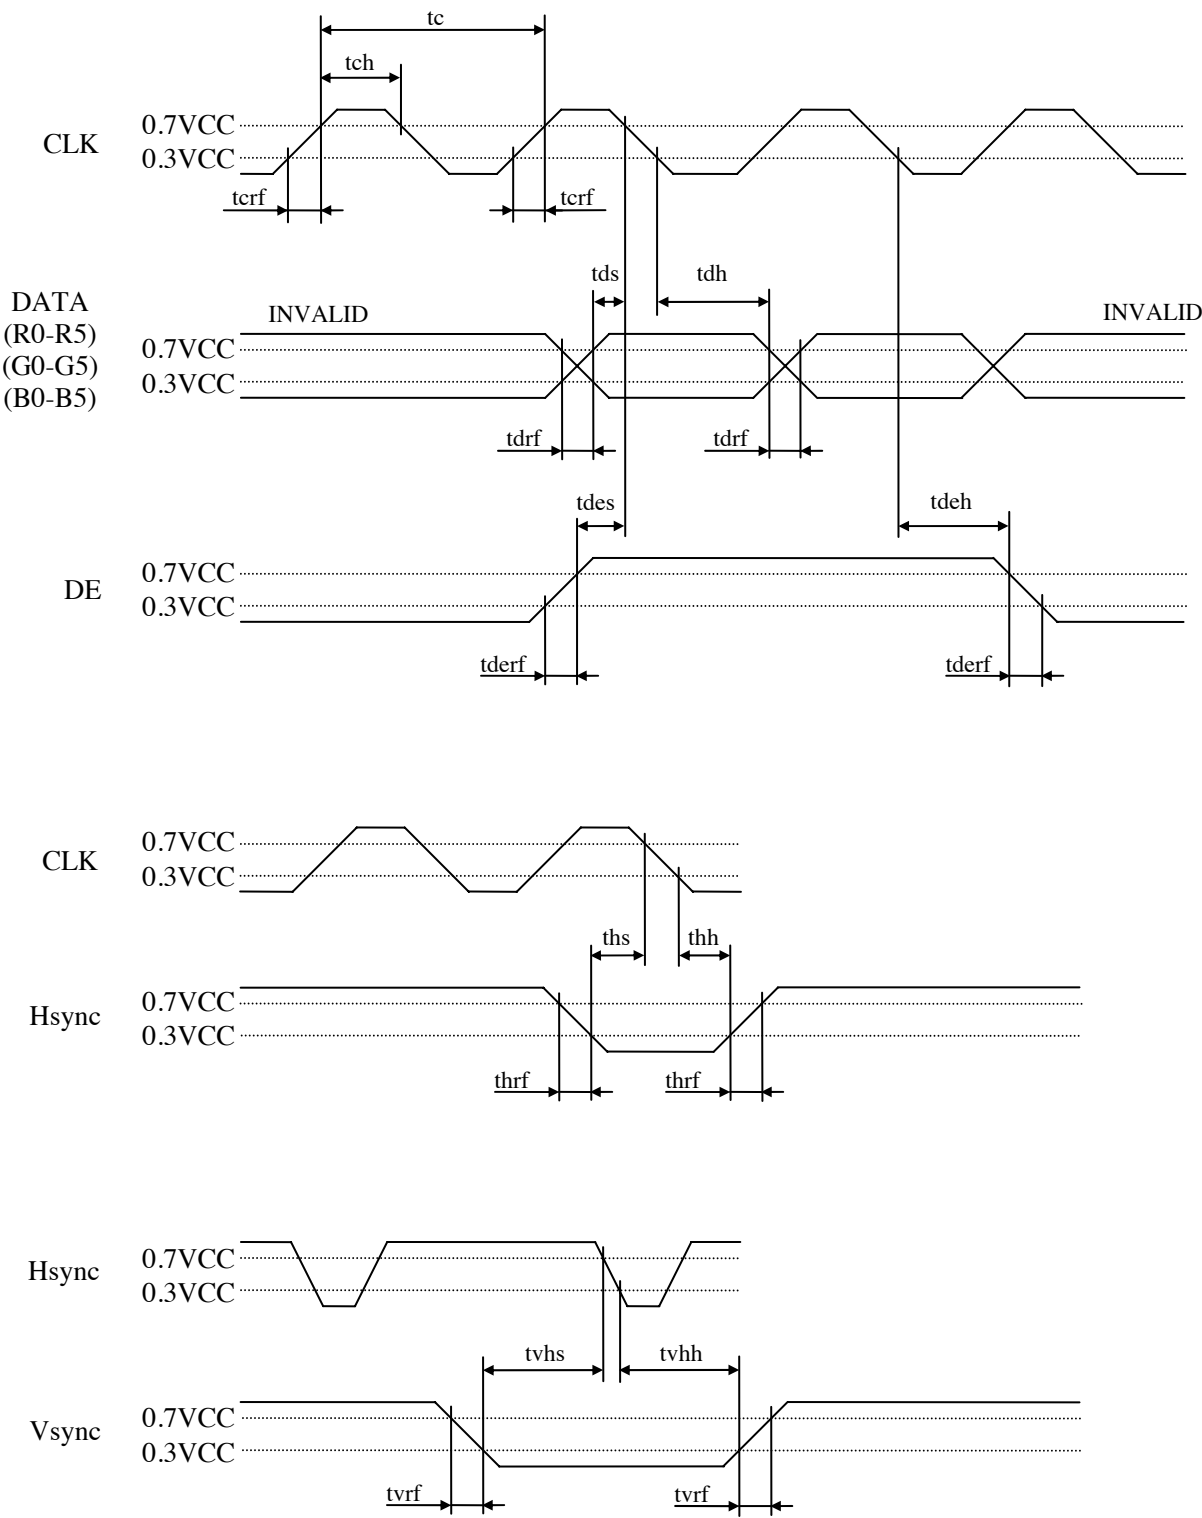 tc
tch
CLK
0.7VCC
0.3VCC
tcrf
tcrf
tds
tdh
DATA
(R0-R5)
(G0-G5)
(B0-B5)
INVALID
INVALID
0.7VCC
0.3VCC
tdrf
tdrf
tdes
tdeh
DE
0.7VCC
0.3VCC
tderf
tderf
CLK
0.7VCC
0.3VCC
ths
thh
Hsync
0.7VCC
0.3VCC
thrf
thrf
Hsync
0.7VCC
0.3VCC
tvhs
tvhh
Vsync
0.7VCC
0.3VCC
tvrf
tvrf